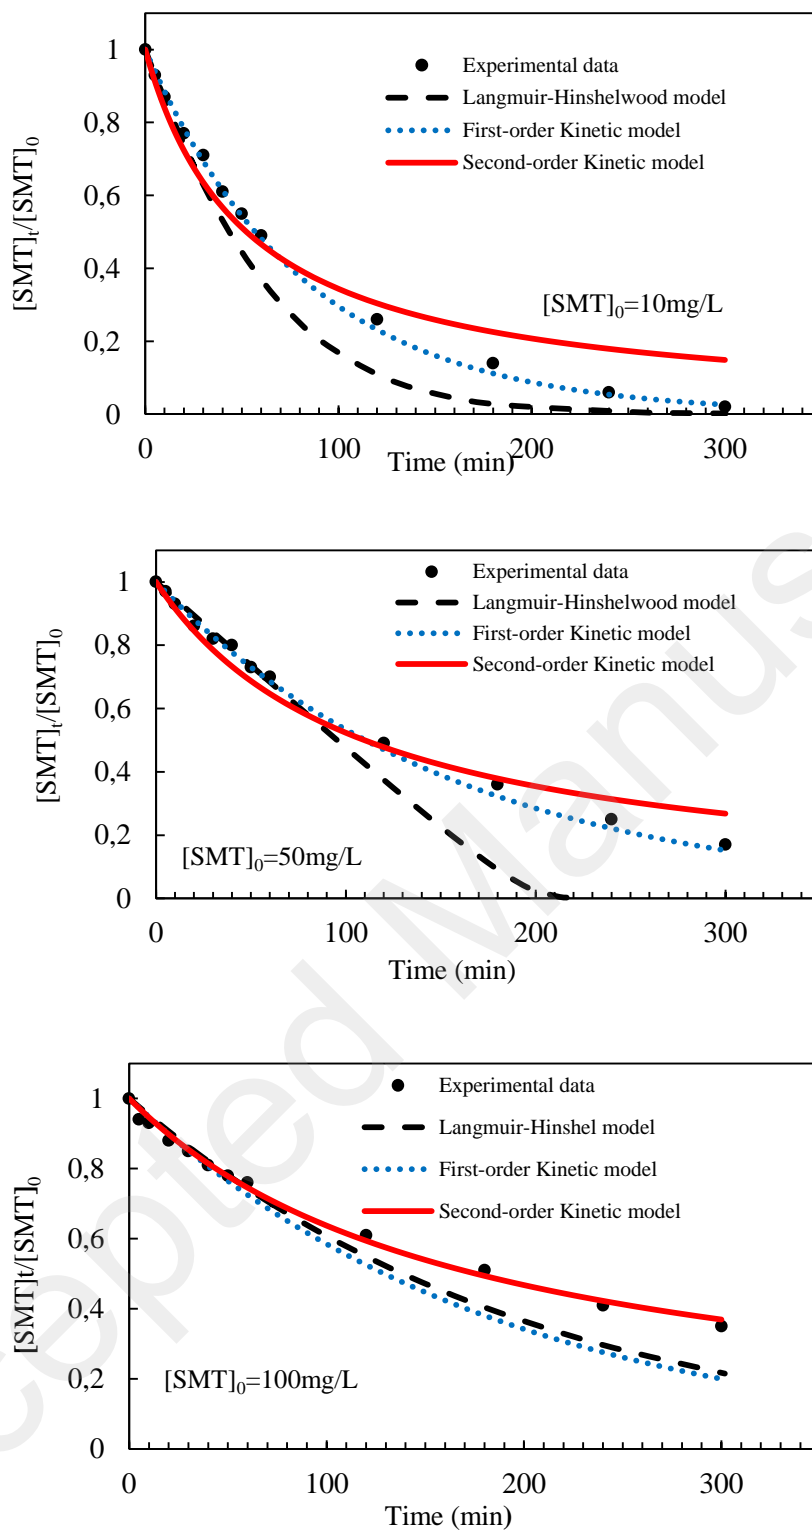 1
0,8
0,6
0,4
0,2
0
[SMT]t/[SMT]0
Experimental data
Langmuir-Hinshelwood model
First-order Kinetic model
Second-order Kinetic model
[SMT]0=10mg/L
0 100 200 300
Time (min)
1
0,8
0,6
0,4
0,2
0
[SMT]t/[SMT]0
Experimental data
Langmuir-Hinshelwood model
First-order Kinetic model
Second-order Kinetic model
[SMT]0=50mg/L
0 100 200 300
Time (min)
1
0,8
0,6
0,4
0,2
0
[SMT]t/[SMT]0
Experimental data
Langmuir-Hinshel model
First-order Kinetic model
Second-order Kinetic model
[SMT]0=100mg/L
0 100 200 300
Time (min)
cepted Manus